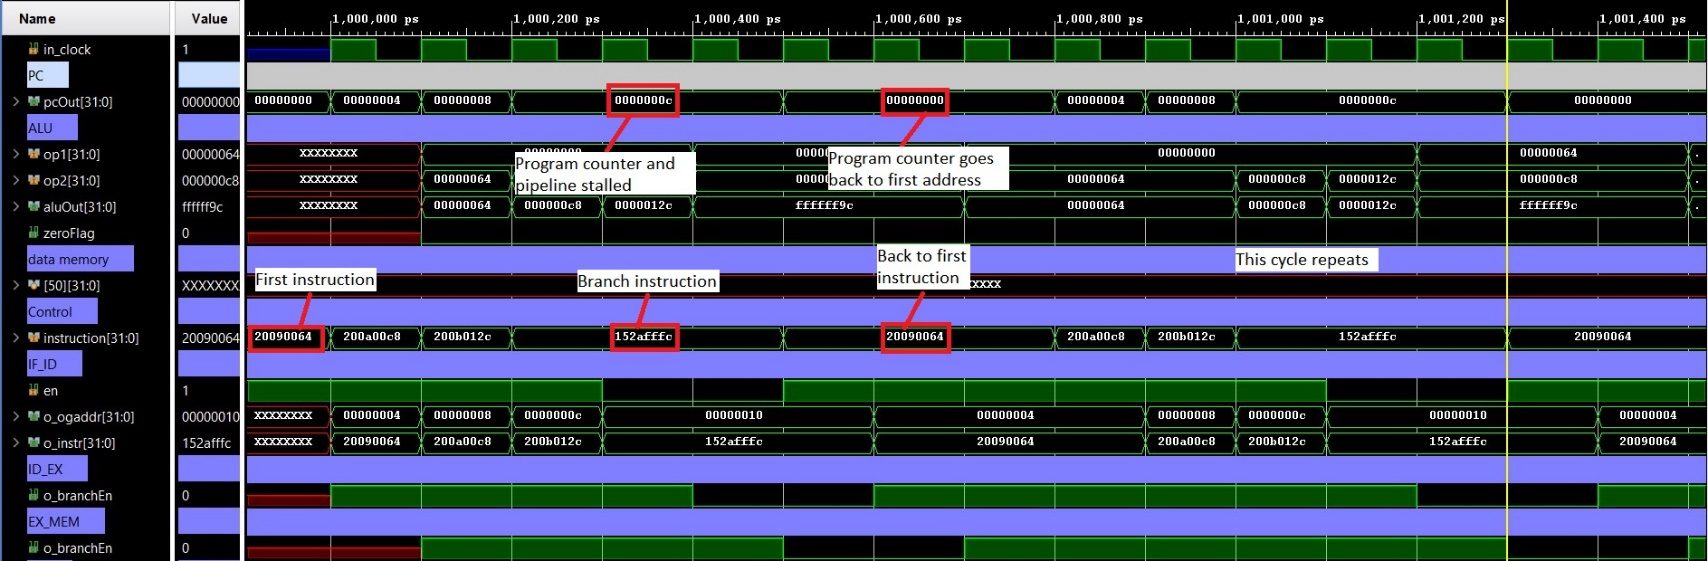 Name Value 1,000,000 ps 1,000,200 ps 1,000,400 ps 1,000,600 ps 1,000,800 ps 1,001,000 ps 1,001,200 ps 1,001,400 ps
in_clock 1
PC
pcOut[31:0] 00000000 00000000 00000004 00000008 0000000c 00000000 00000004 00000008 0000000c 00000000
ALU
op1[31:0] 00000064 XXXXXXXX 00000000 00000064
Program counter and
pipeline stalled
Program counter goes
back to first address
op2[31:0] 000000c8 XXXXXXXX 00000064 00000064 000000c8 0000012c 000000c8
aluOut[31:0] ffffff9c XXXXXXXX 00000064 000000c8 0000012c ffffff9c 00000064 000000c8 0000012c ffffff9c
zeroFlag 0
data memory
First instruction
Branch instruction
Back to first
instruction
This cycle repeats
[50][31:0] XXXXXXX XXXX
Control
instruction[31:0] 20090064 20090064 200a00c8 200b012c 152afffc 20090064 200a00c8 200b012c 152afffc 20090064
IF_ID
en 1
o_ogaddr[31:0] 00000010 XXXXXXXX 00000004 00000008 0000000c 00000010 00000004 00000008 0000000c 00000010 00000004
o_instr[31:0] 152afffc XXXXXXXX 20090064 200a00c8 200b012c 152afffc 20090064 200a00c8 200b012c 152afffc 20090064
ID_EX
o_branchEn 0
EX_MEM
o_branchEn 0